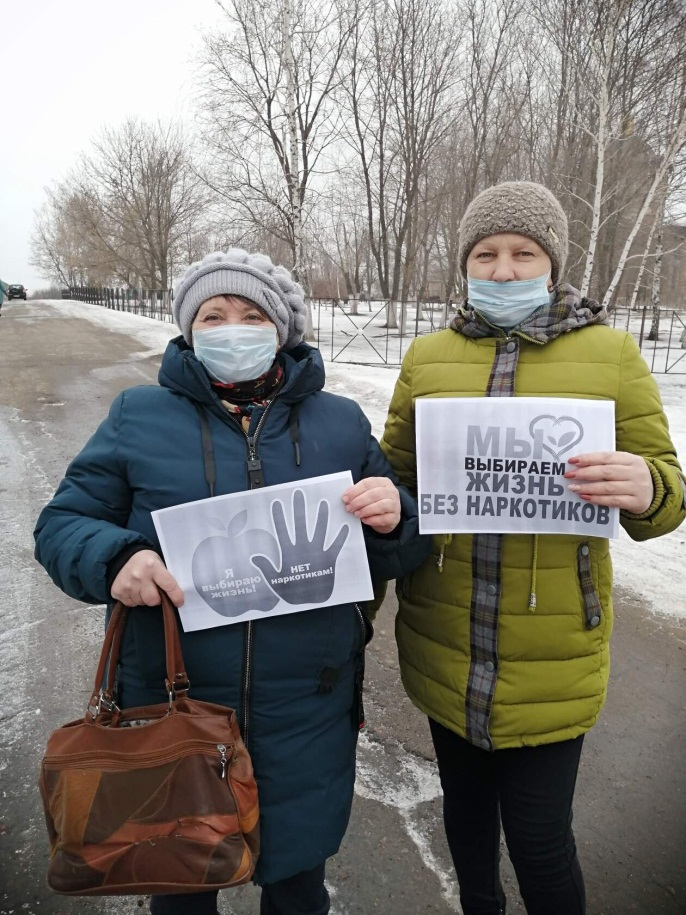 Я
выбираю
жизнь!
НЕТ
наркотикам!
МЫ
ВЫБИРАЕМ
ЖИЗНЬ
БЕЗ НАРКОТИКОВ